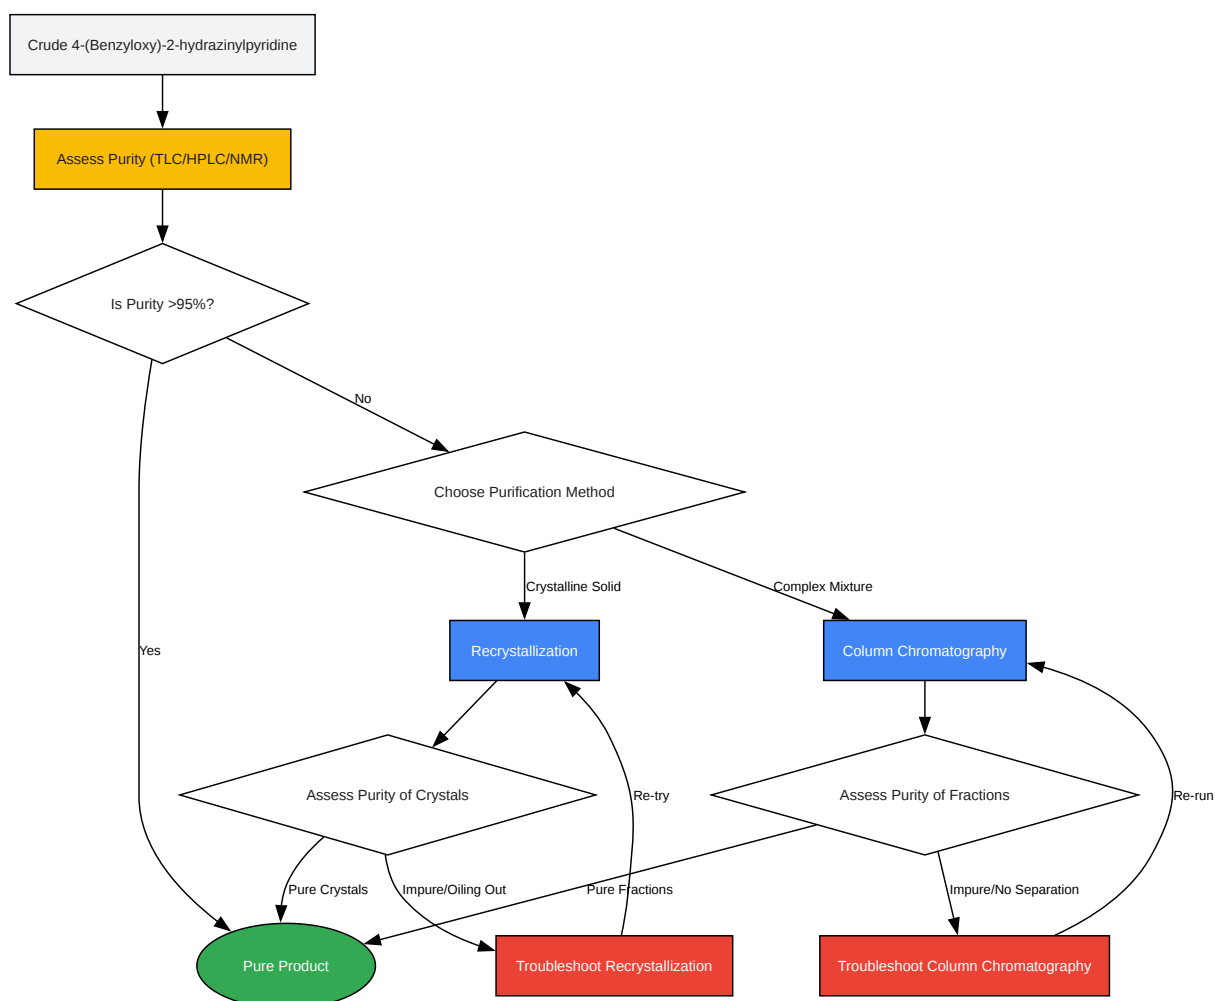 Crude 4-(Benzyloxy)-2-hydrazinylpyridine
Assess Purity (TLC/HPLC/NMR)
Is Purity >95%?
No
Choose Purification Method
Crystalline Solid
Complex Mixture
Yes
Recrystallization
Column Chromatography
Assess Purity of Crystals
Re-try
Assess Purity of Fractions
Re-run
Pure Crystals
Impure/Oiling Out
Pure Fractions
Impure/No Separation
Pure Product
Troubleshoot Recrystallization
Troubleshoot Column Chromatography